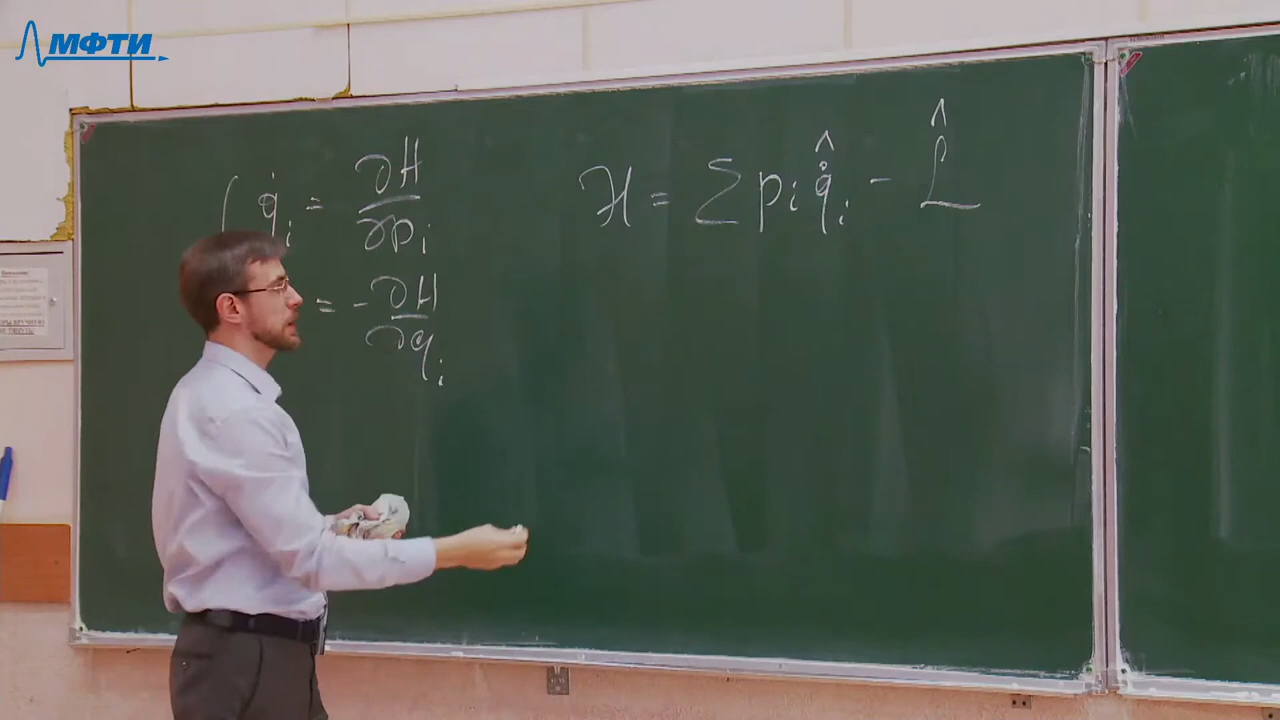 МФТИ
q̇ᵢ = ∂H/∂pᵢ
= - ∂H/∂qᵢ
H = ∑ pᵢ q̇̂ᵢ - L̂